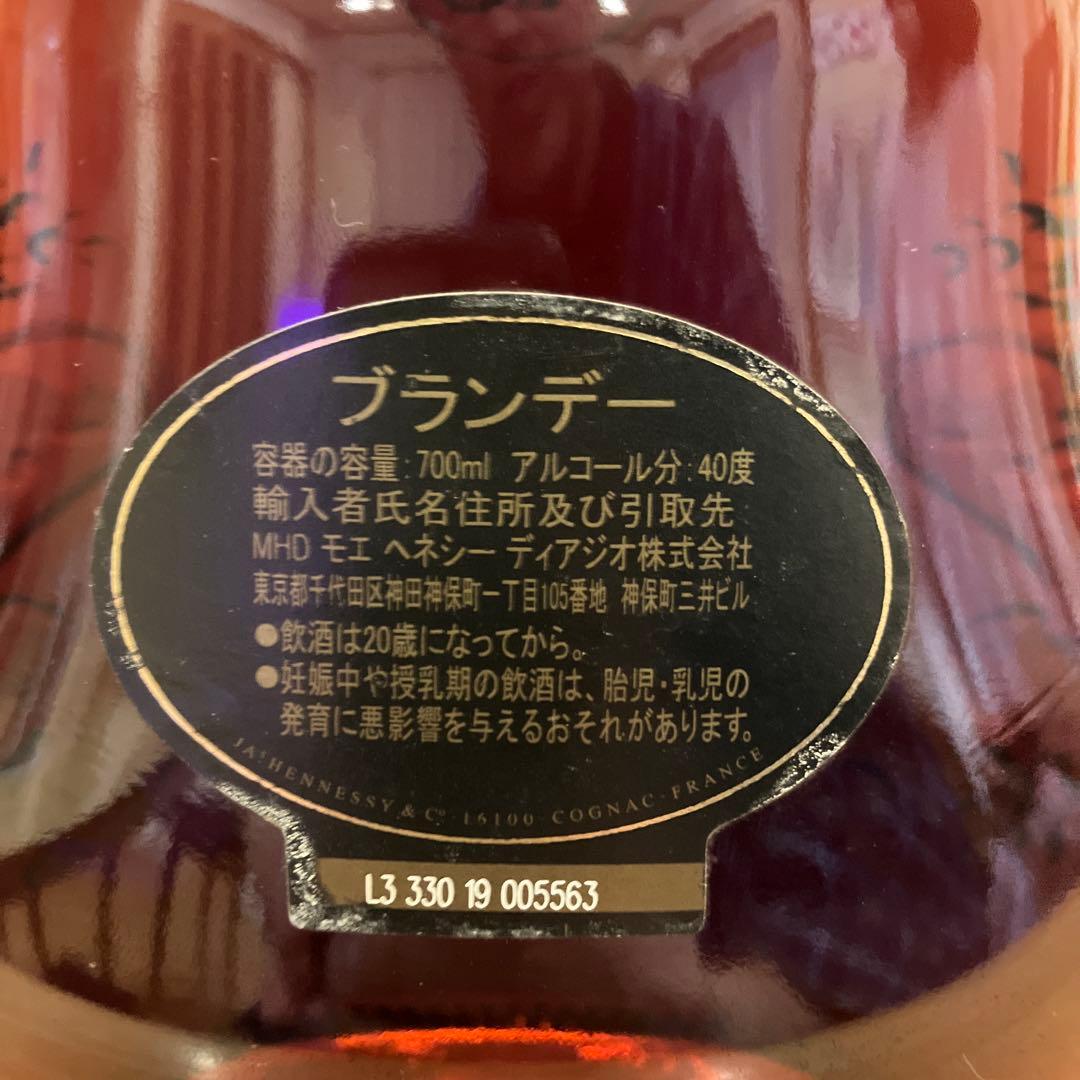 ブランデー
容器の容量:700ml アルコール分:40度
輸入者氏名住所及び引取先
MHD モエ ヘネシー ディアジオ株式会社
東京都千代田区神田神保町一丁目105番地 神保町三井ビル
●飲酒は20歳になってから。
●妊娠中や授乳期の飲酒は、胎児・乳児の
発育に悪影響を与えるおそれがあります。
JAS HENNESSY & Co · 16100 · COGNAC · FRANCE
L3 330 19 005563